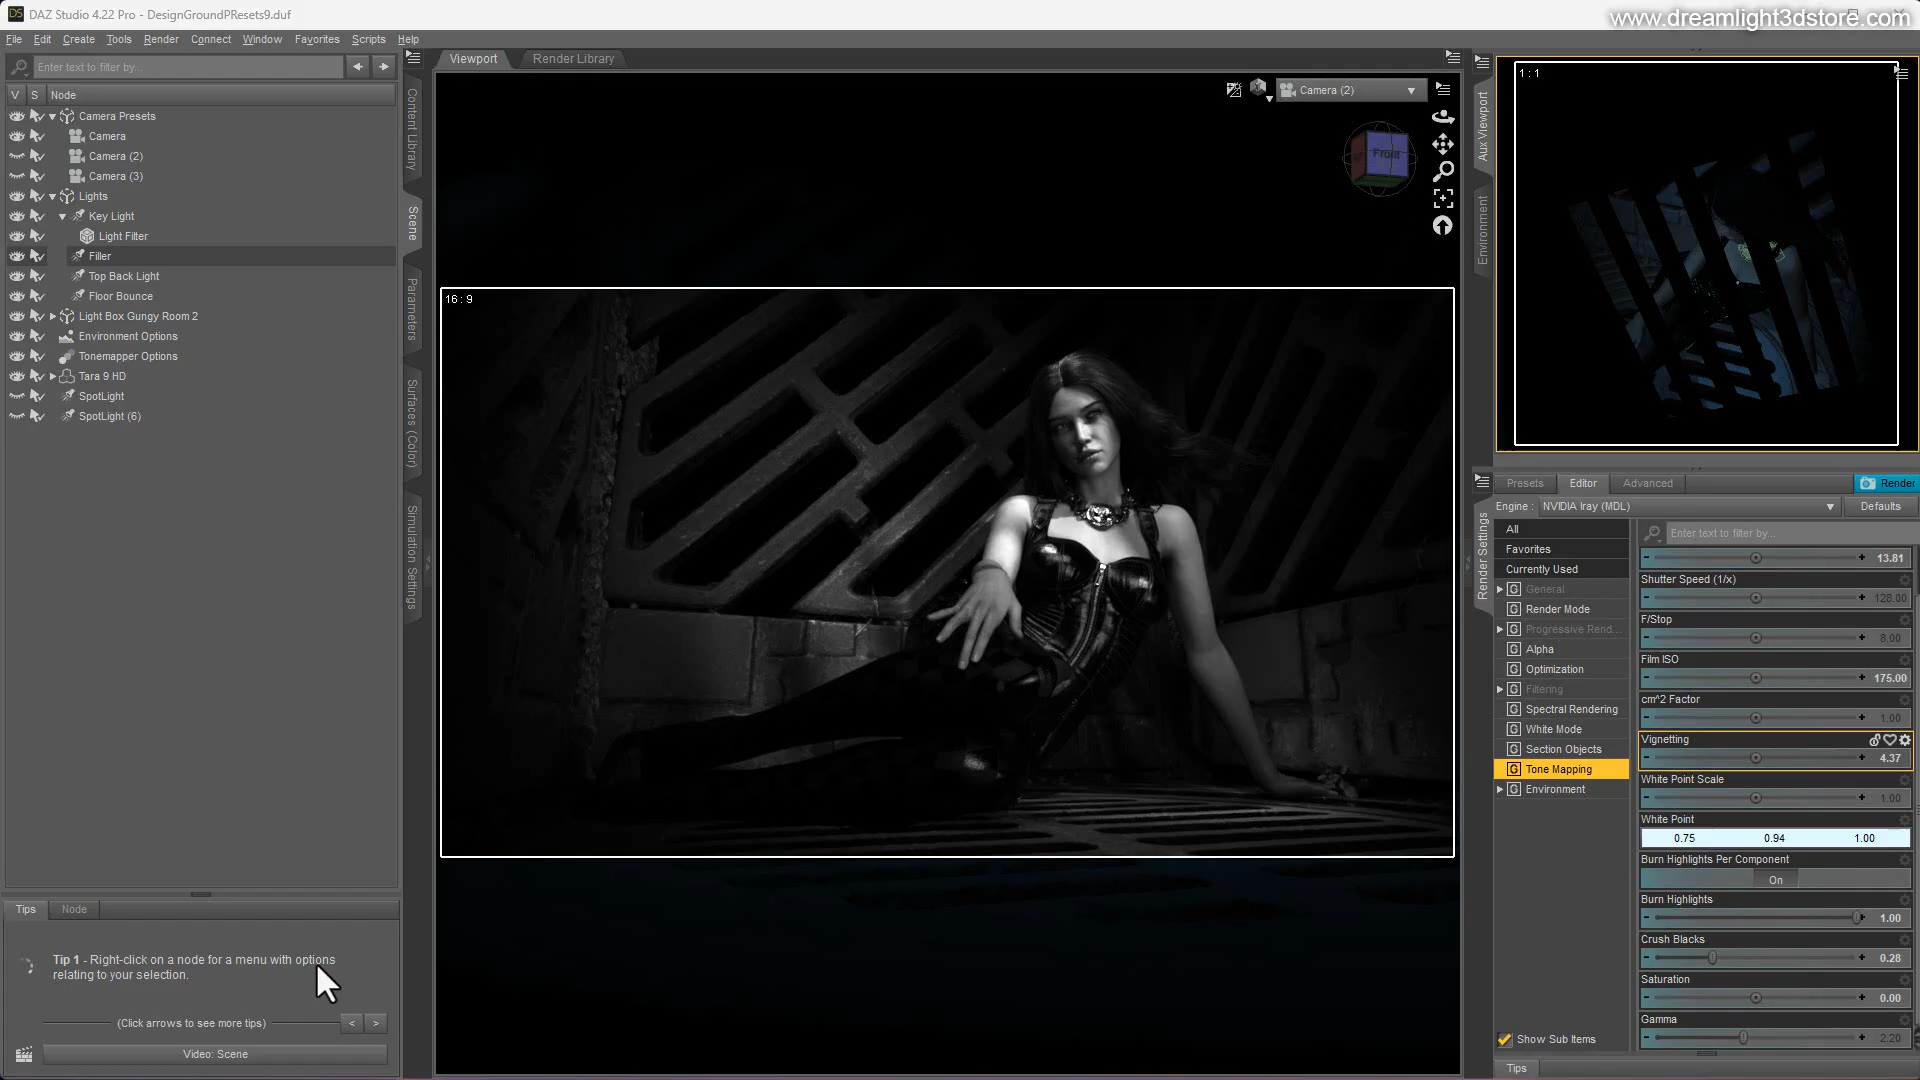 DS DAZ Studio 4.22 Pro - DesignGroundPResets9.duf
www.dreamlight3dstore.com
File Edit Create Tools Render Connect Window Favorites Scripts Help
Enter text to filter by...
V S Node
Camera Presets
Camera
Camera (2)
Camera (3)
Lights
Key Light
Light Filter
Filler
Top Back Light
Floor Bounce
Light Box Gungy Room 2
Environment Options
Tonemapper Options
Tara 9 HD
SpotLight
SpotLight (6)
Tips Node
Tip 1 - Right-click on a node for a menu with options
relating to your selection.
(Click arrows to see more tips) < >
Video: Scene
Content Library
Scene
Parameters
Surfaces (Color)
Simulation Settings
Viewport Render Library
Camera (2)
Front
16 : 9
Aux Viewport
Environment
1 : 1
Render Settings
Presets Editor Advanced Render
Engine : NVIDIA Iray (MDL) Defaults
All
Favorites
Currently Used
G General
G Render Mode
G Progressive Rend...
G Alpha
G Optimization
G Filtering
G Spectral Rendering
G White Mode
G Section Objects
G Tone Mapping
G Environment
Show Sub Items
Enter text to filter by...
- + 13.81
Shutter Speed (1/x)
- + 128.00
F/Stop
- + 8.00
Film ISO
- + 175.00
cm^2 Factor
- + 1.00
Vignetting
- + 4.37
White Point Scale
- + 1.00
White Point
0.75 0.94 1.00
Burn Highlights Per Component
On
Burn Highlights
- + 1.00
Crush Blacks
- + 0.28
Saturation
- + 0.00
Gamma
- + 2.20
Tips